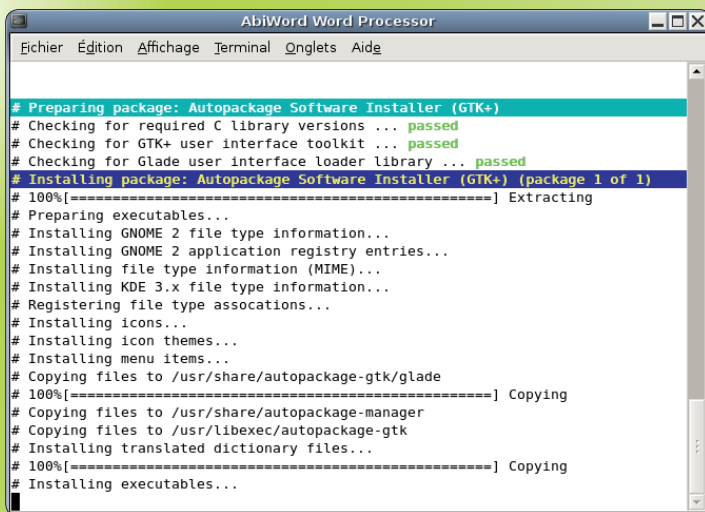 AbiWord Word Processor
Fichier Édition Affichage Terminal Onglets Aide
# Preparing package: Autopackage Software Installer (GTK+)
# Checking for required C library versions ... passed
# Checking for GTK+ user interface toolkit ... passed
# Checking for Glade user interface loader library ... passed
# Installing package: Autopackage Software Installer (GTK+) (package 1 of 1)
# 100%[==================================================] Extracting
# Preparing executables...
# Installing GNOME 2 file type information...
# Installing GNOME 2 application registry entries...
# Installing file type information (MIME)...
# Installing KDE 3.x file type information...
# Registering file type assocations...
# Installing icons...
# Installing icon themes...
# Installing menu items...
# Copying files to /usr/share/autopackage-gtk/glade
# 100%[==================================================] Copying
# Copying files to /usr/share/autopackage-manager
# Copying files to /usr/libexec/autopackage-gtk
# Installing translated dictionary files...
# 100%[==================================================] Copying
# Installing executables...